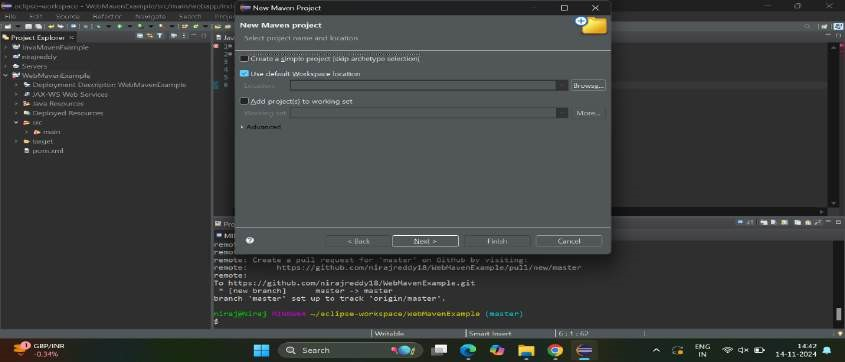 eclipse-workspace - WebMavenExample/src/main/webapp/ind
File Edit Source Refactor Navigate Search
Project Explorer
JavaMavenExample
nirajreddy
Servers
WebMavenExample
Deployment Descriptor: WebMavenExample
JAX-WS Web Services
Java Resources
Deployed Resources
src
main
target
pom.xml
New Maven Project
New Maven project
Select project name and location
Create a simple project (skip archetype selection)
Use default Workspace location
Location:
Browse...
Add project(s) to working set
Working set:
More...
Advanced
< Back
Next >
Finish
Cancel
remote:
remote: Create a pull request for 'master' on GitHub by visiting:
remote: https://github.com/nirajreddy18/WebMavenExample/pull/new/master
remote:
To https://github.com/nirajreddy18/WebMavenExample.git
* [new branch] master -> master
branch 'master' set up to track 'origin/master'.
niraj@Niraj MINGW64 ~/eclipse-workspace/WebMavenExample (master)
$
Writable
Smart Insert
6 : 1 : 62
GBP/INR
-0.34%
Search
ENG
IN
14:42
14-11-2024